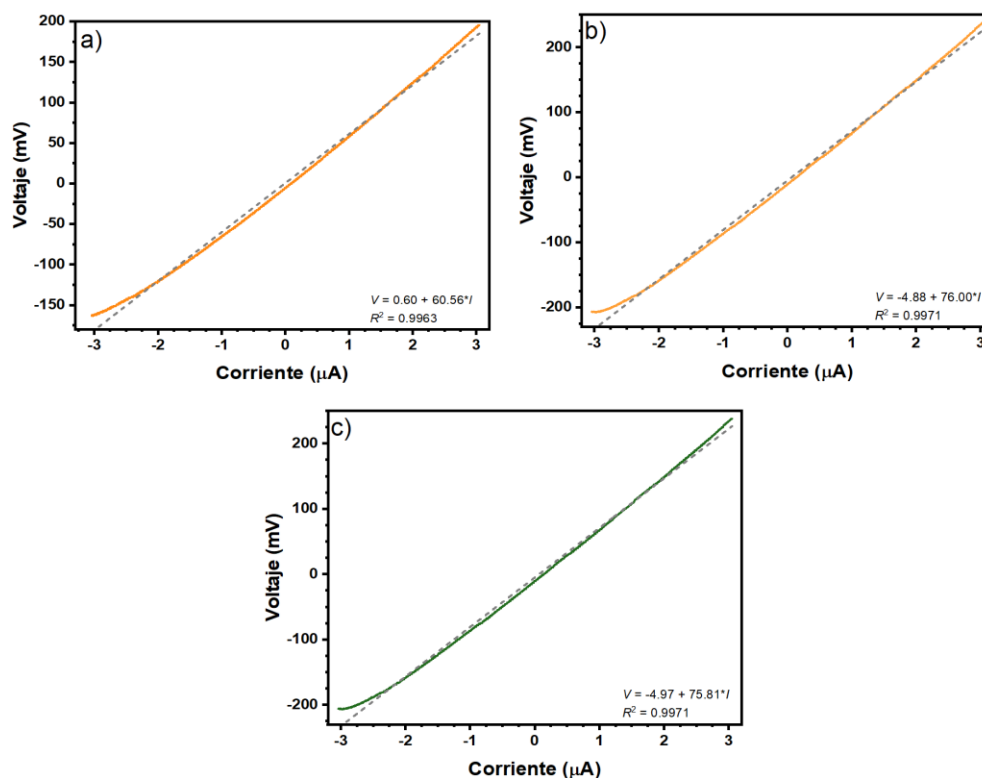 a)
200
150
100
50
0
-50
-100
-150
Voltaje (mV)
V = 0.60 + 60.56*I
R² = 0.9963
-3 -2 -1 0 1 2 3
Corriente (µA)
b)
200
100
0
-100
-200
Voltaje (mV)
V = -4.88 + 76.00*I
R² = 0.9971
-3 -2 -1 0 1 2 3
Corriente (µA)
c)
200
100
0
-100
-200
Voltaje (mV)
V = -4.97 + 75.81*I
R² = 0.9971
-3 -2 -1 0 1 2 3
Corriente (µA)